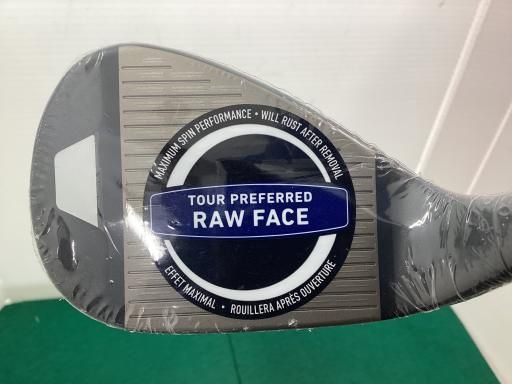 MAXIMUM SPIN PERFORMANCE • WILL RUST AFTER REMOVAL
TOUR PREFERRED
RAW FACE
EFFET MAXIMAL • ROUILLERA APRÈS OUVERTURE